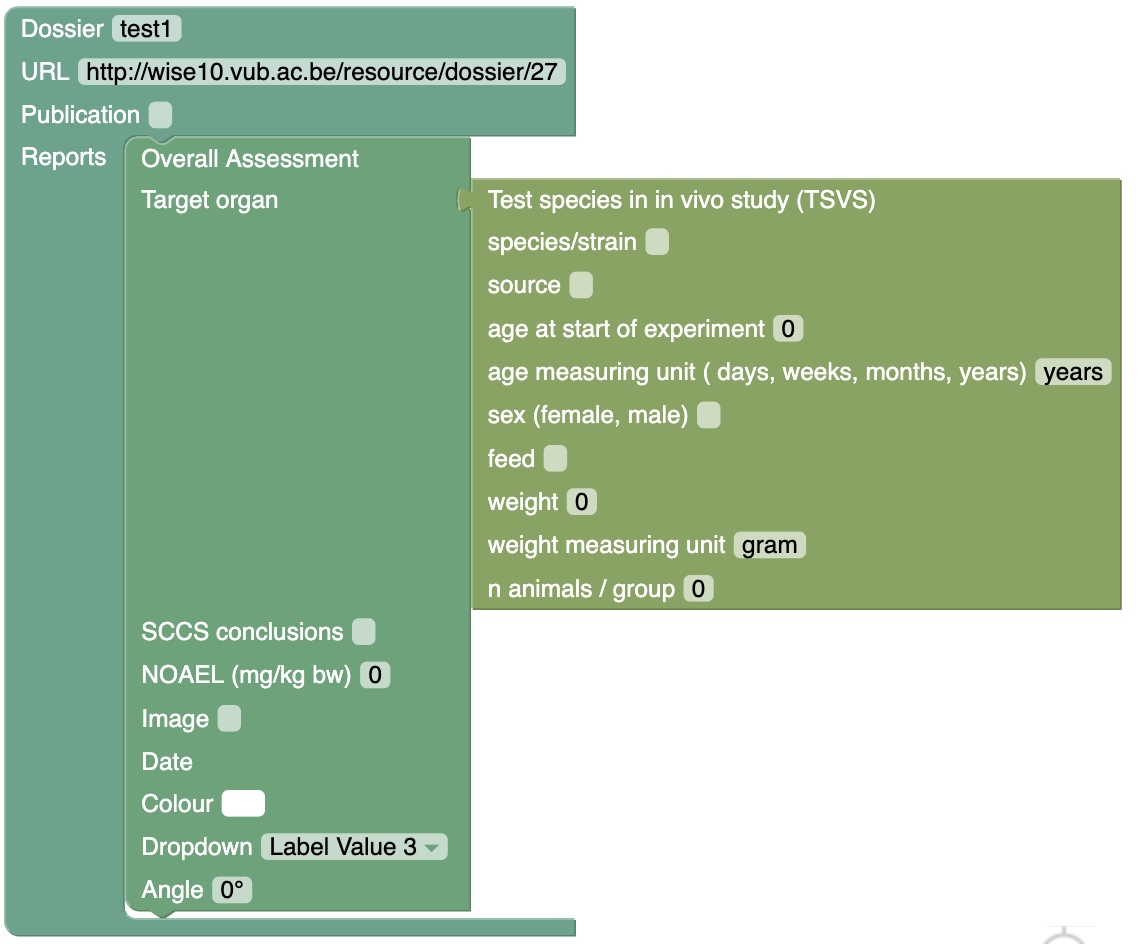 Dossier test1
URL http://wise10.vub.ac.be/resource/dossier/27
Publication
Reports Overall Assessment
Target organ Test species in in vivo study (TSVS)
species/strain
source
age at start of experiment 0
age measuring unit ( days, weeks, months, years) years
sex (female, male)
feed
weight 0
weight measuring unit gram
n animals / group 0
SCCS conclusions
NOAEL (mg/kg bw) 0
Image
Date
Colour
Dropdown Label Value 3
Angle 0°